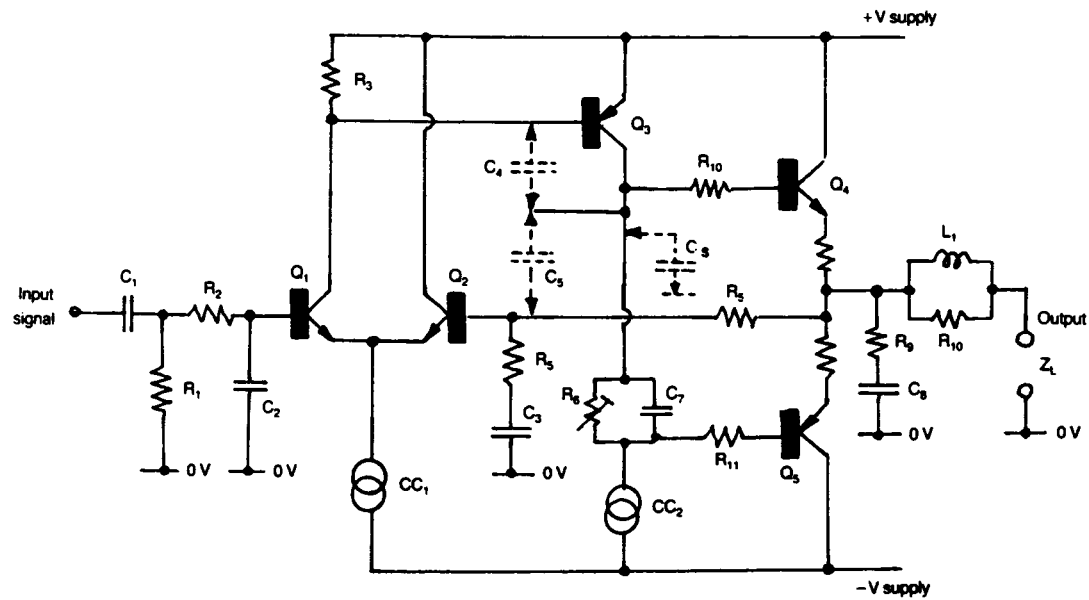 +V supply
R3
Q3
C4
R10
Q4
L1
C5
Cs
C1
R2
Q1
Q2
Input
signal
R5
Output
R9
R10
R1
C2
R5
R6
C7
ZL
C3
C8
0 V
0 V
0 V
0 V
0 V
R11
Q5
CC1
CC2
−V supply